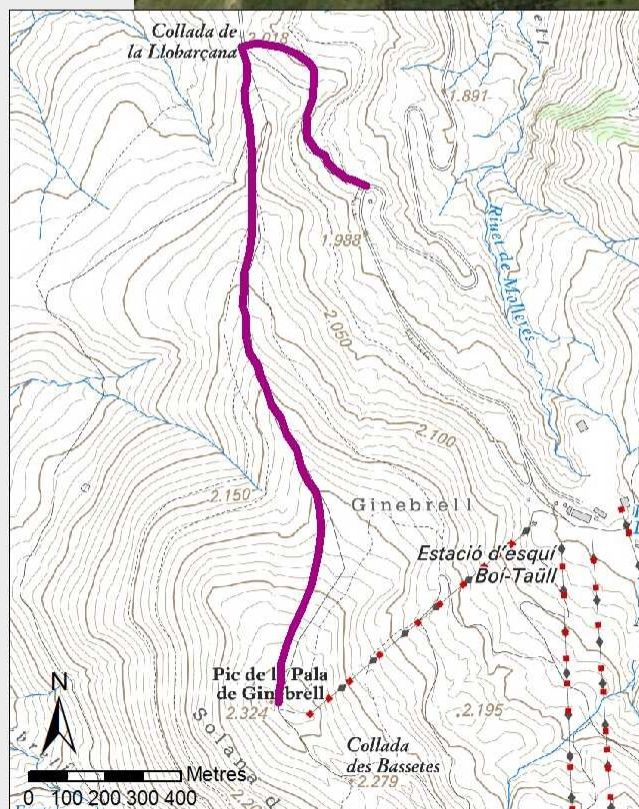 Collada de
la Llobarçana
2.018
1.891
Riuet de Molleres
1.988
2.050
2.100
2.150
Ginebrell
Estació d'esquí
Boí-Taüll
Pic de la Pala
de Ginebrell
2.324
2.195
Solana d
Collada
des Bassetes
2.279
N
Metres
0 100 200 300 400